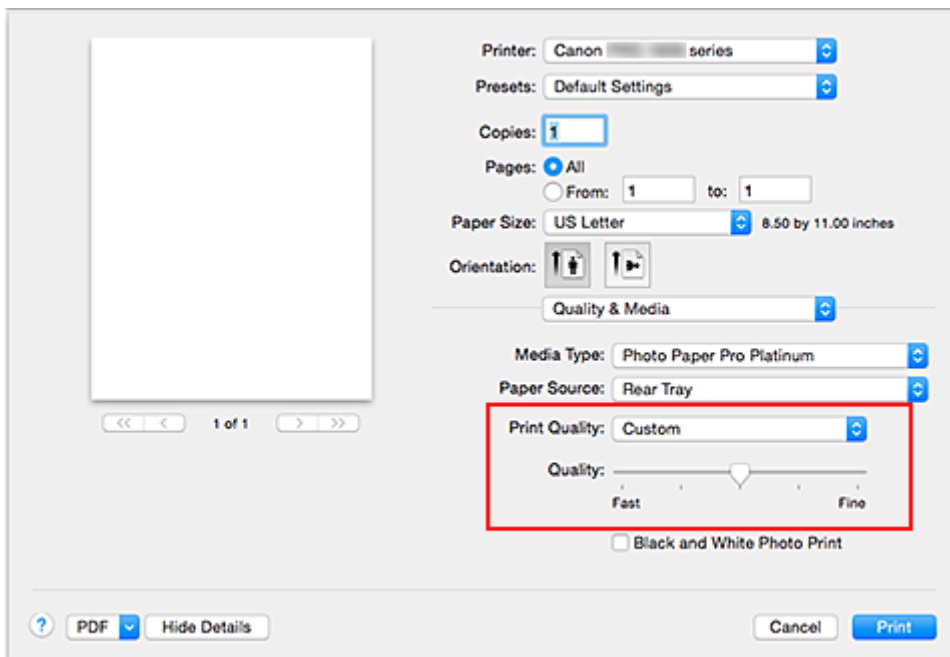 Printer: Canon series
Presets: Default Settings
Copies: 1
Pages: All
From: 1 to: 1
Paper Size: US Letter 8.50 by 11.00 inches
Orientation:
Quality & Media
Media Type: Photo Paper Pro Platinum
Paper Source: Rear Tray
<< < 1 of 1 > >>
Print Quality: Custom
Quality:
Fast Fine
Black and White Photo Print
? PDF Hide Details Cancel Print